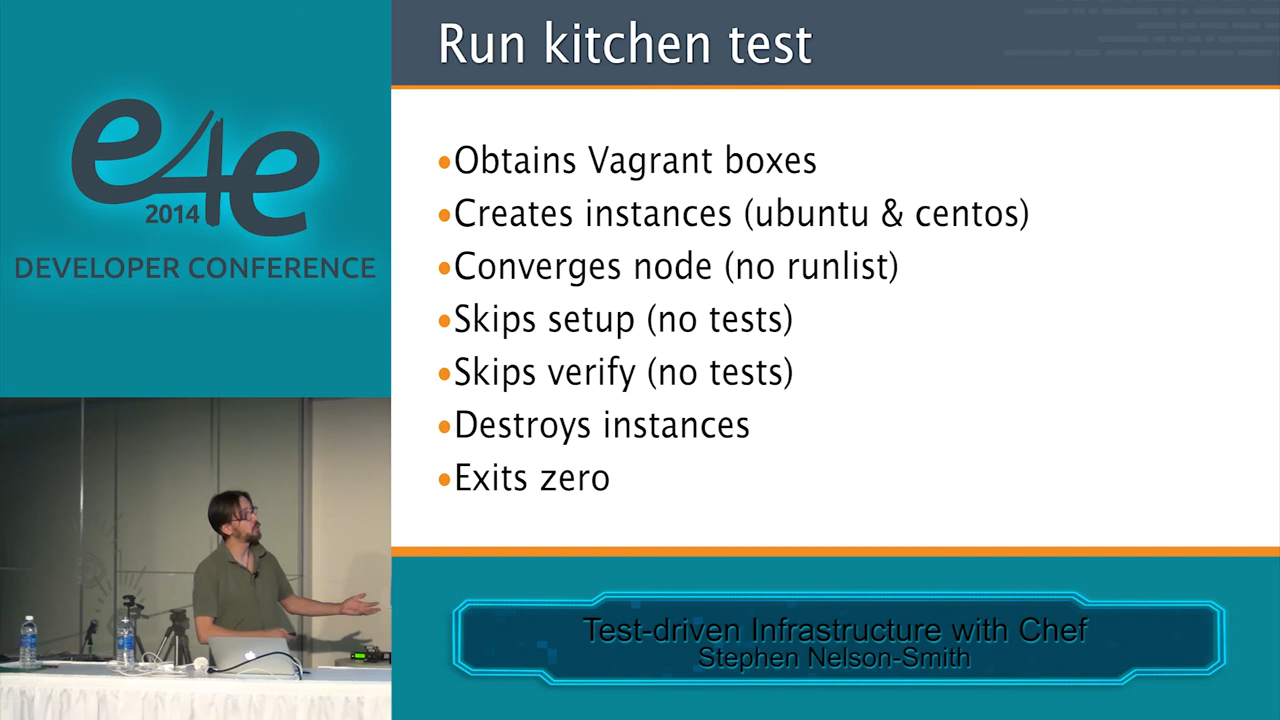 Run kitchen test
e4e
2014
DEVELOPER CONFERENCE
•Obtains Vagrant boxes
•Creates instances (ubuntu & centos)
•Converges node (no runlist)
•Skips setup (no tests)
•Skips verify (no tests)
•Destroys instances
•Exits zero
Test-driven Infrastructure with Chef
Stephen Nelson-Smith